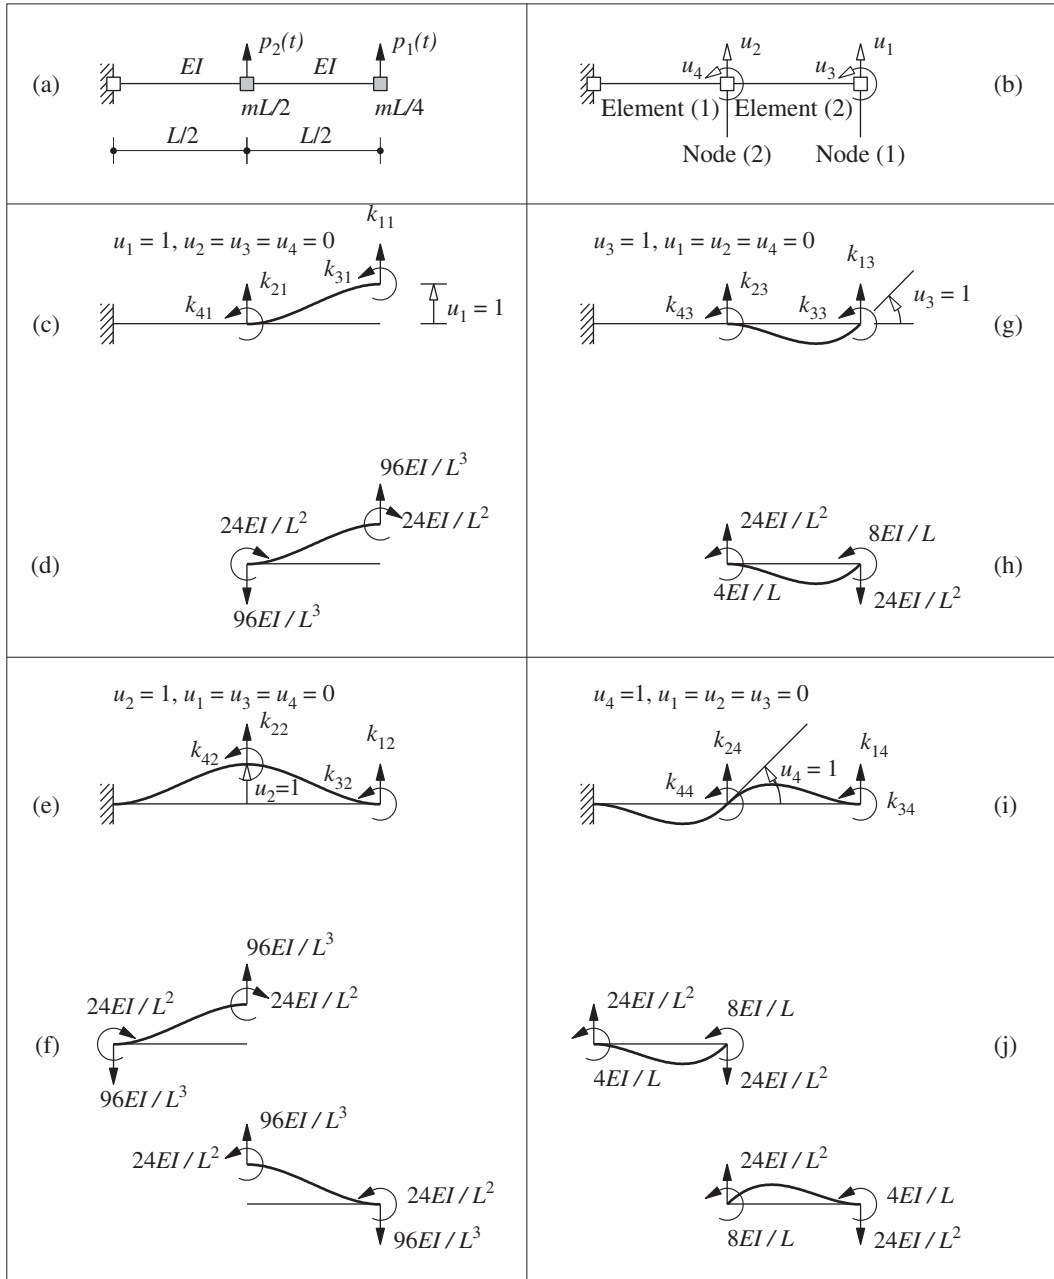 (a)
p₂(t) p₁(t)
EI EI
mL/2 mL/4
L/2 L/2
(b)
u₂ u₁
u₄ u₃
Element (1) Element (2)
Node (2) Node (1)
(c)
u₁ = 1, u₂ = u₃ = u₄ = 0
k₁₁
k₃₁
k₂₁
k₄₁
u₁ = 1
(g)
u₃ = 1, u₁ = u₂ = u₄ = 0
k₁₃
k₂₃
k₄₃ k₃₃
u₃ = 1
(d)
96EI / L³
24EI / L² 24EI / L²
96EI / L³
(h)
24EI / L² 8EI / L
4EI / L 24EI / L²
(e)
u₂ = 1, u₁ = u₃ = u₄ = 0
k₂₂
k₁₂
k₄₂
k₃₂
u₂=1
(i)
u₄ =1, u₁ = u₂ = u₃ = 0
k₂₄ k₁₄
u₄ = 1
k₄₄
k₃₄
(f)
96EI / L³
24EI / L² 24EI / L²
96EI / L³
96EI / L³
24EI / L²
24EI / L²
96EI / L³
(j)
24EI / L² 8EI / L
4EI / L 24EI / L²
24EI / L² 4EI / L
8EI / L 24EI / L²